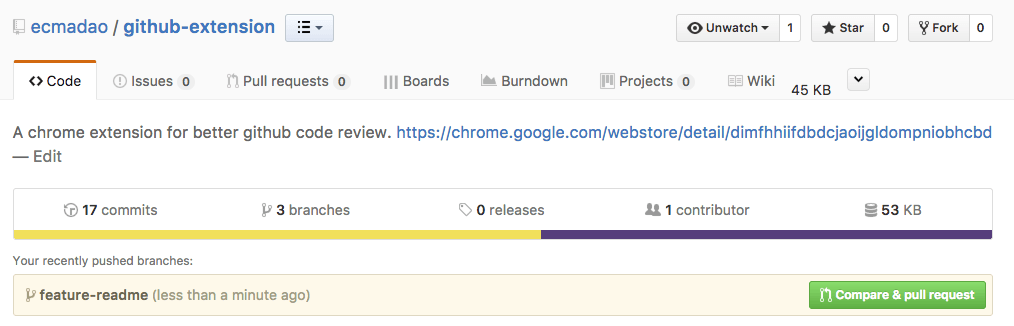 ecmadao / github-extension Unwatch 1 Star 0 Fork 0
Code Issues 0 Pull requests 0 Boards Burndown Projects 0 Wiki 45 KB
A chrome extension for better github code review. https://chrome.google.com/webstore/detail/dimfhhiifdbdcjaoijgldompniobhcbd
— Edit
17 commits 3 branches 0 releases 1 contributor 53 KB
Your recently pushed branches:
feature-readme (less than a minute ago) Compare & pull request